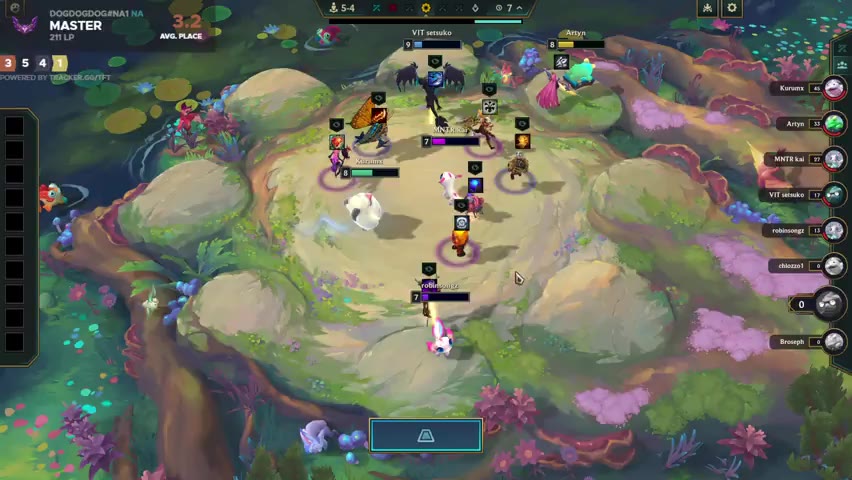 DOGDOGDOG#NA1 NA
MASTER
211 LP
3.2
AVG. PLACE
3 5 4 1
POWERED BY TRACKER.GG/TFT
5-4
7
VIT setsuko
9
Artyn
8
MNTR kai
7
Kurumx
8
robinsongz
7
Kurumx 45
Artyn 33
MNTR kai 27
VIT setsuko 17
robinsongz 13
chiozzo1 0
0
Broseph 0